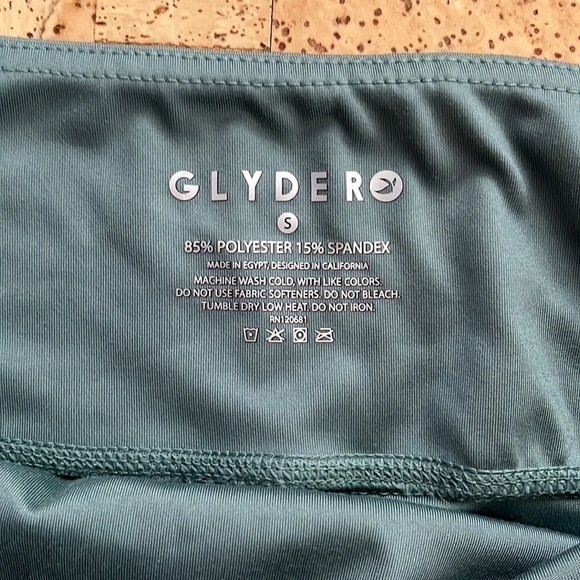 GLYDER
S
85% POLYESTER 15% SPANDEX
MADE IN EGYPT, DESIGNED IN CALIFORNIA
MACHINE WASH COLD, WITH LIKE COLORS.
DO NOT USE FABRIC SOFTENERS. DO NOT BLEACH.
TUMBLE DRY LOW HEAT. DO NOT IRON.
RN120681